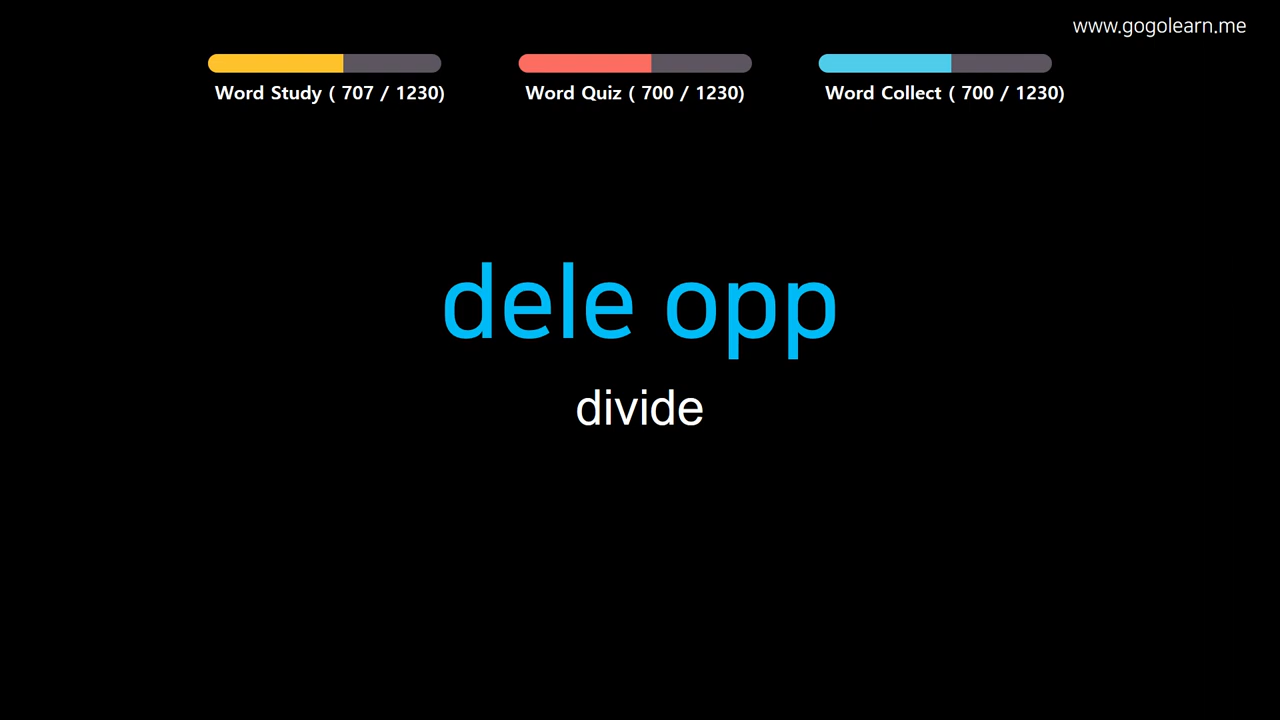 www.gogolearn.me
Word Study ( 707 / 1230)
Word Quiz ( 700 / 1230)
Word Collect ( 700 / 1230)
dele opp
divide